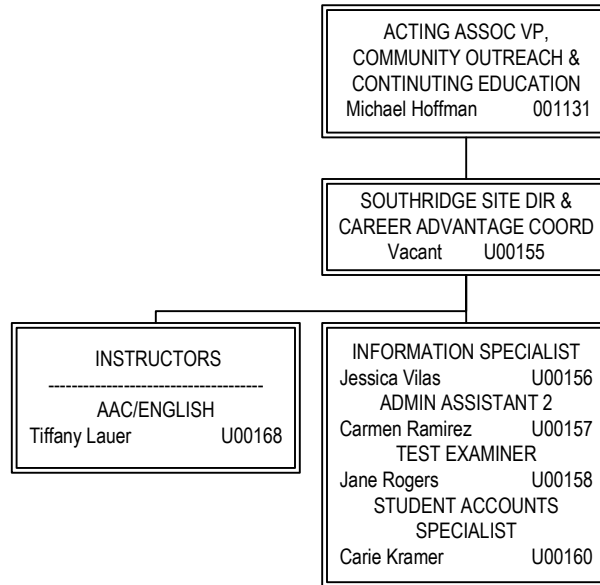 ACTING ASSOC VP,
COMMUNITY OUTREACH &
CONTINUTING EDUCATION
Michael Hoffman 001131
SOUTHRIDGE SITE DIR &
CAREER ADVANTAGE COORD
Vacant U00155
INSTRUCTORS
-------------------------------------
AAC/ENGLISH
Tiffany Lauer U00168
INFORMATION SPECIALIST
Jessica Vilas U00156
ADMIN ASSISTANT 2
Carmen Ramirez U00157
TEST EXAMINER
Jane Rogers U00158
STUDENT ACCOUNTS
SPECIALIST
Carie Kramer U00160